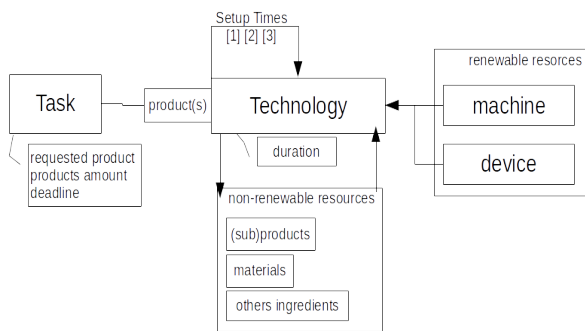 Setup Times
[1] [2] [3]
renewable resorces
Task
product(s)
Technology
machine
device
requested product
products amount
deadline
duration
non-renewable resources
(sub)products
materials
others ingredients